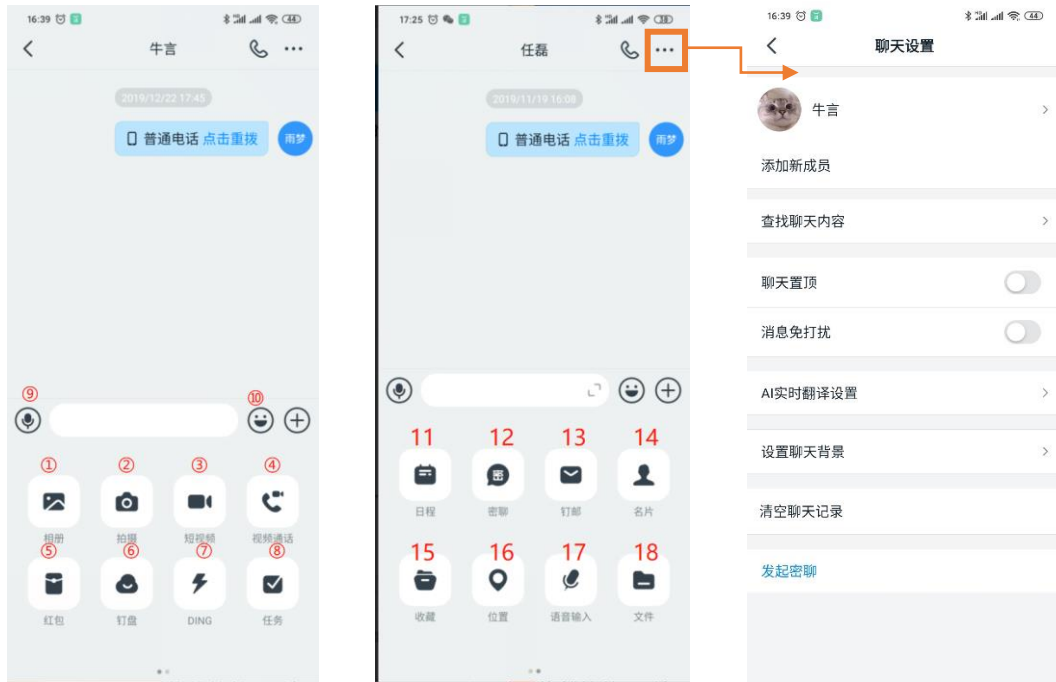 16:39
44
牛言
2019/12/22 17:45
普通电话 点击重拨
雨梦
⑨
⑩
① ② ③ ④
相册 拍摄 短视频 视频通话
⑤ ⑥ ⑦ ⑧
红包 钉盘 DING 任务
17:25
38
任磊
2019/11/19 16:08
普通电话 点击重拨
雨梦
11 12 13 14
密
日程 密聊 钉邮 名片
15 16 17 18
收藏 位置 语音输入 文件
16:39
44
聊天设置
牛言
添加新成员
查找聊天内容
聊天置顶
消息免打扰
AI实时翻译设置
设置聊天背景
清空聊天记录
发起密聊